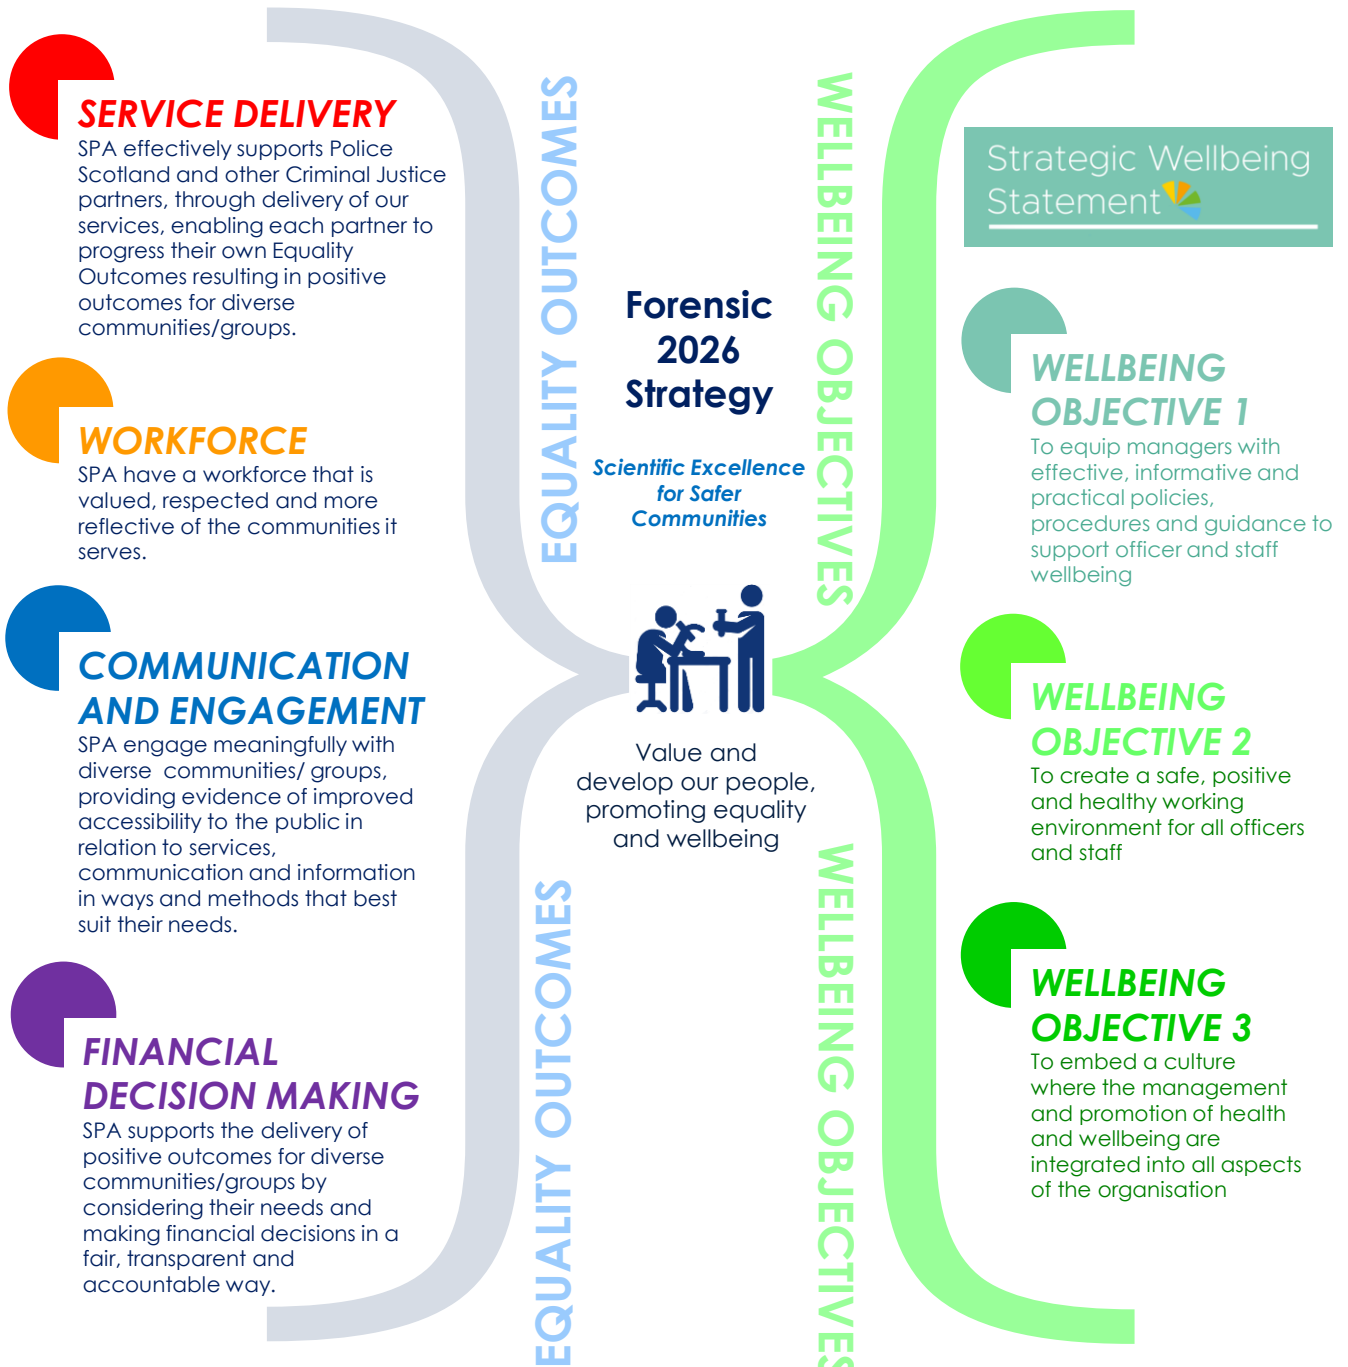 SERVICE DELIVERY
SPA effectively supports Police
Scotland and other Criminal Justice
partners, through delivery of our
services, enabling each partner to
progress their own Equality
Outcomes resulting in positive
outcomes for diverse
communities/groups.
WORKFORCE
SPA have a workforce that is
valued, respected and more
reflective of the communities it
serves.
COMMUNICATION
AND ENGAGEMENT
SPA engage meaningfully with
diverse communities/ groups,
providing evidence of improved
accessibility to the public in
relation to services,
communication and information
in ways and methods that best
suit their needs.
FINANCIAL
DECISION MAKING
SPA supports the delivery of
positive outcomes for diverse
communities/groups by
considering their needs and
making financial decisions in a
fair, transparent and
accountable way.
EQUALITY OUTCOMES
EQUALITY OUTCOMES
Forensic
2026
Strategy
Scientific Excellence
for Safer
Communities
Value and
develop our people,
promoting equality
and wellbeing
WELLBEING OBJECTIVES
WELLBEING OBJECTIVES
Strategic Wellbeing
Statement
WELLBEING
OBJECTIVE 1
To equip managers with
effective, informative and
practical policies,
procedures and guidance to
support officer and staff
wellbeing
WELLBEING
OBJECTIVE 2
To create a safe, positive
and healthy working
environment for all officers
and staff
WELLBEING
OBJECTIVE 3
To embed a culture
where the management
and promotion of health
and wellbeing are
integrated into all aspects
of the organisation